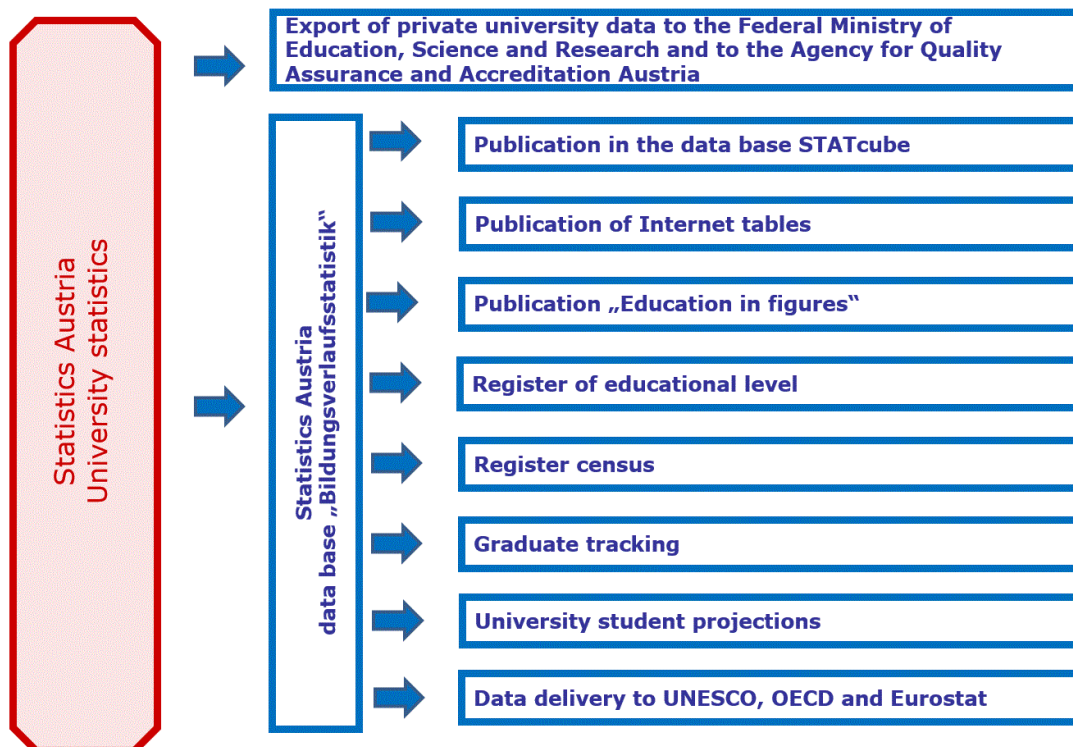 Statistics Austria
University statistics
Export of private university data to the Federal Ministry of
Education, Science and Research and to the Agency for Quality
Assurance and Accreditation Austria
Statistics Austria
data base „Bildungsverlaufsstatistik“
Publication in the data base STATcube
Publication of Internet tables
Publication „Education in figures“
Register of educational level
Register census
Graduate tracking
University student projections
Data delivery to UNESCO, OECD and Eurostat